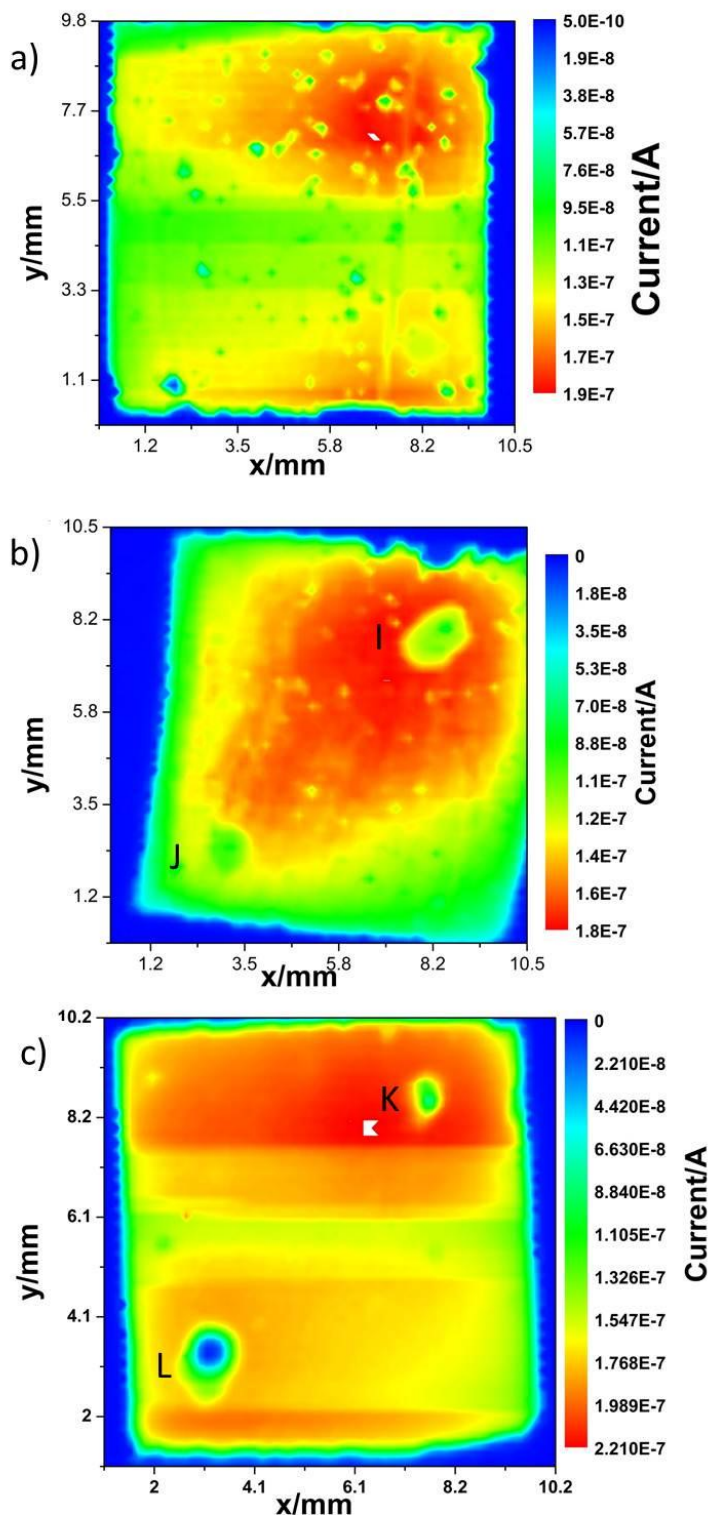 a)
9.8
7.7
5.5
3.3
1.1
y/mm
1.2 3.5 5.8 8.2 10.5
x/mm
5.0E-10
1.9E-8
3.8E-8
5.7E-8
7.6E-8
9.5E-8
1.1E-7
1.3E-7
1.5E-7
1.7E-7
1.9E-7
Current/A
b)
10.5
8.2
5.8
3.5
1.2
y/mm
I
J
1.2 3.5 5.8 8.2 10.5
x/mm
0
1.8E-8
3.5E-8
5.3E-8
7.0E-8
8.8E-8
1.1E-7
1.2E-7
1.4E-7
1.6E-7
1.8E-7
Current/A
c)
10.2
8.2
6.1
4.1
2
y/mm
K
L
2 4.1 6.1 8.2 10.2
x/mm
0
2.210E-8
4.420E-8
6.630E-8
8.840E-8
1.105E-7
1.326E-7
1.547E-7
1.768E-7
1.989E-7
2.210E-7
Current/A